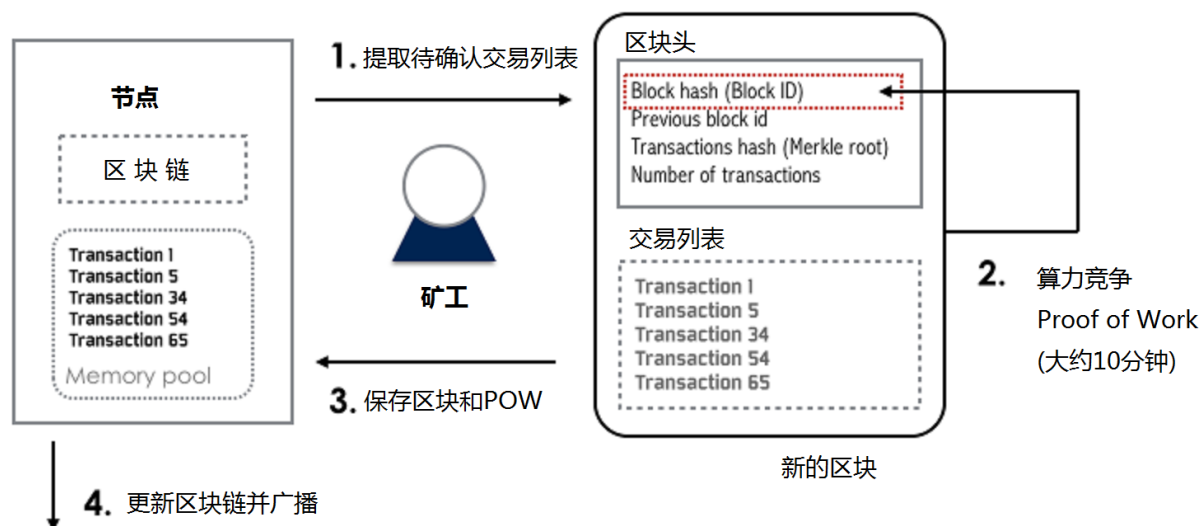 节点
区 块 链
Transaction 1
Transaction 5
Transaction 34
Transaction 54
Transaction 65
Memory pool
1. 提取待确认交易列表
矿工
3. 保存区块和POW
区块头
Block hash (Block ID)
Previous block id
Transactions hash (Merkle root)
Number of transactions
交易列表
Transaction 1
Transaction 5
Transaction 34
Transaction 54
Transaction 65
新的区块
2. 算力竞争
Proof of Work
(大约10分钟)
4. 更新区块链并广播